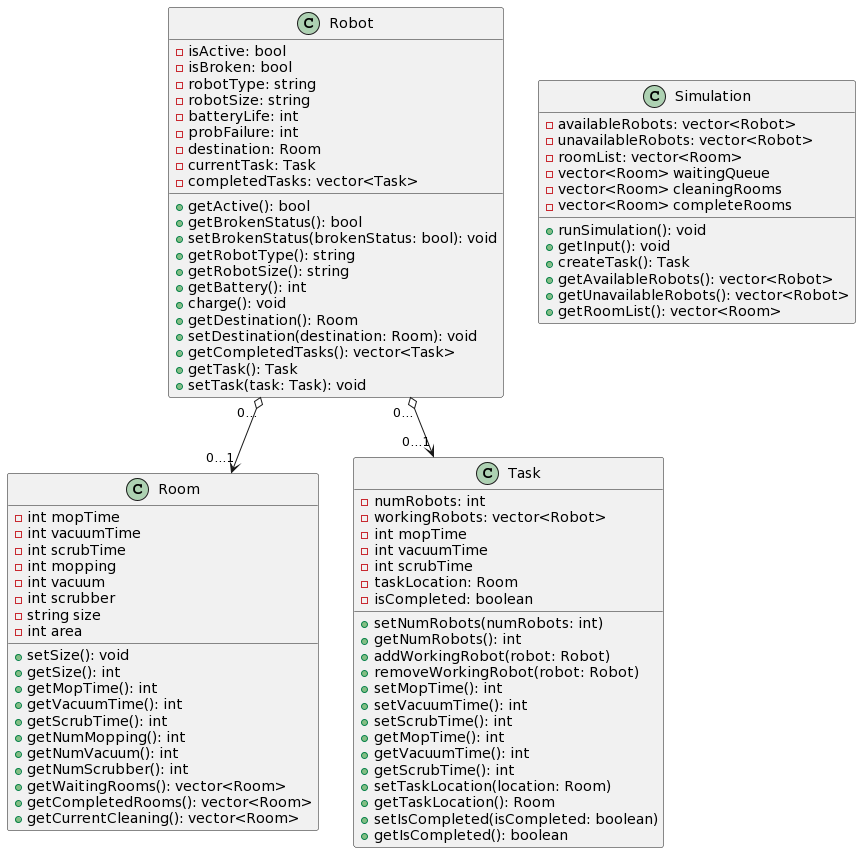 C Robot
isActive: bool
isBroken: bool
robotType: string
robotSize: string
batteryLife: int
probFailure: int
destination: Room
currentTask: Task
completedTasks: vector<Task>
getActive(): bool
getBrokenStatus(): bool
setBrokenStatus(brokenStatus: bool): void
getRobotType(): string
getRobotSize(): string
getBattery(): int
charge(): void
getDestination(): Room
setDestination(destination: Room): void
getCompletedTasks(): vector<Task>
getTask(): Task
setTask(task: Task): void
C Simulation
availableRobots: vector<Robot>
unavailableRobots: vector<Robot>
roomList: vector<Room>
vector<Room> waitingQueue
vector<Room> cleaningRooms
vector<Room> completeRooms
runSimulation(): void
getInput(): void
createTask(): Task
getAvailableRobots(): vector<Robot>
getUnavailableRobots(): vector<Robot>
getRoomList(): vector<Room>
0...
0...1
0...
0...1
C Room
int mopTime
int vacuumTime
int scrubTime
int mopping
int vacuum
int scrubber
string size
int area
setSize(): void
getSize(): int
getMopTime(): int
getVacuumTime(): int
getScrubTime(): int
getNumMopping(): int
getNumVacuum(): int
getNumScrubber(): int
getWaitingRooms(): vector<Room>
getCompletedRooms(): vector<Room>
getCurrentCleaning(): vector<Room>
C Task
numRobots: int
workingRobots: vector<Robot>
int mopTime
int vacuumTime
int scrubTime
taskLocation: Room
isCompleted: boolean
setNumRobots(numRobots: int)
getNumRobots(): int
addWorkingRobot(robot: Robot)
removeWorkingRobot(robot: Robot)
setMopTime(): int
setVacuumTime(): int
setScrubTime(): int
getMopTime(): int
getVacuumTime(): int
getScrubTime(): int
setTaskLocation(location: Room)
getTaskLocation(): Room
setIsCompleted(isCompleted: boolean)
getIsCompleted(): boolean